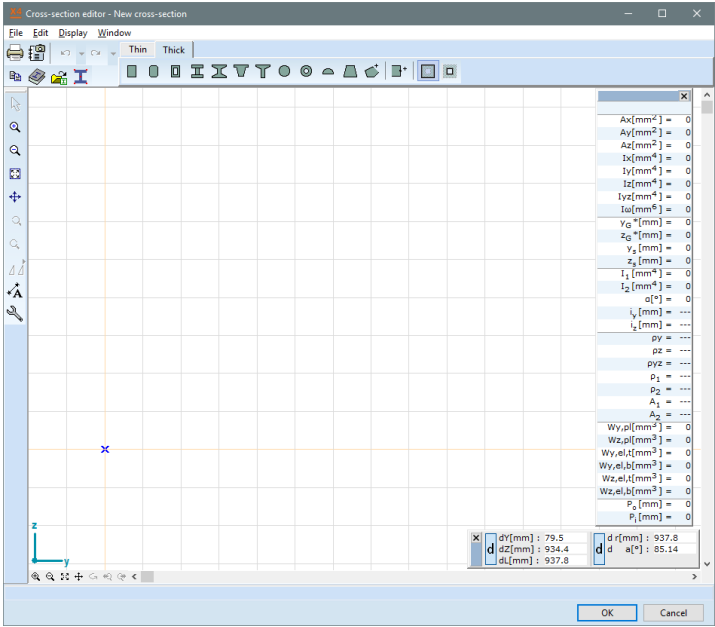 Cross-section editor - New cross-section
File Edit Display Window
Thin Thick
Ax[mm2] = 0
Ay[mm2] = 0
Az[mm2] = 0
Ix[mm4] = 0
Iy[mm4] = 0
Iz[mm4] = 0
Iyz[mm4] = 0
Iω[mm6] = 0
yG*[mm] = 0
zG*[mm] = 0
ys[mm] = 0
zs[mm] = 0
I1[mm4] = 0
I2[mm4] = 0
α[°] = 0
iy[mm] = ---
iz[mm] = ---
ρy = ---
ρz = ---
ρyz = ---
ρ1 = ---
ρ2 = ---
A1 = ---
A2 = ---
Wy,pl[mm3] = 0
Wz,pl[mm3] = 0
Wy,el,t[mm3] = 0
Wy,el,b[mm3] = 0
Wz,el,t[mm3] = 0
Wz,el,b[mm3] = 0
Po[mm] = 0
Pi[mm] = 0
z
y
d dY[mm] : 79.5
dZ[mm] : 934.4
dL[mm] : 937.8
d d r[mm] : 937.8
d a[°] : 85.14
OK Cancel